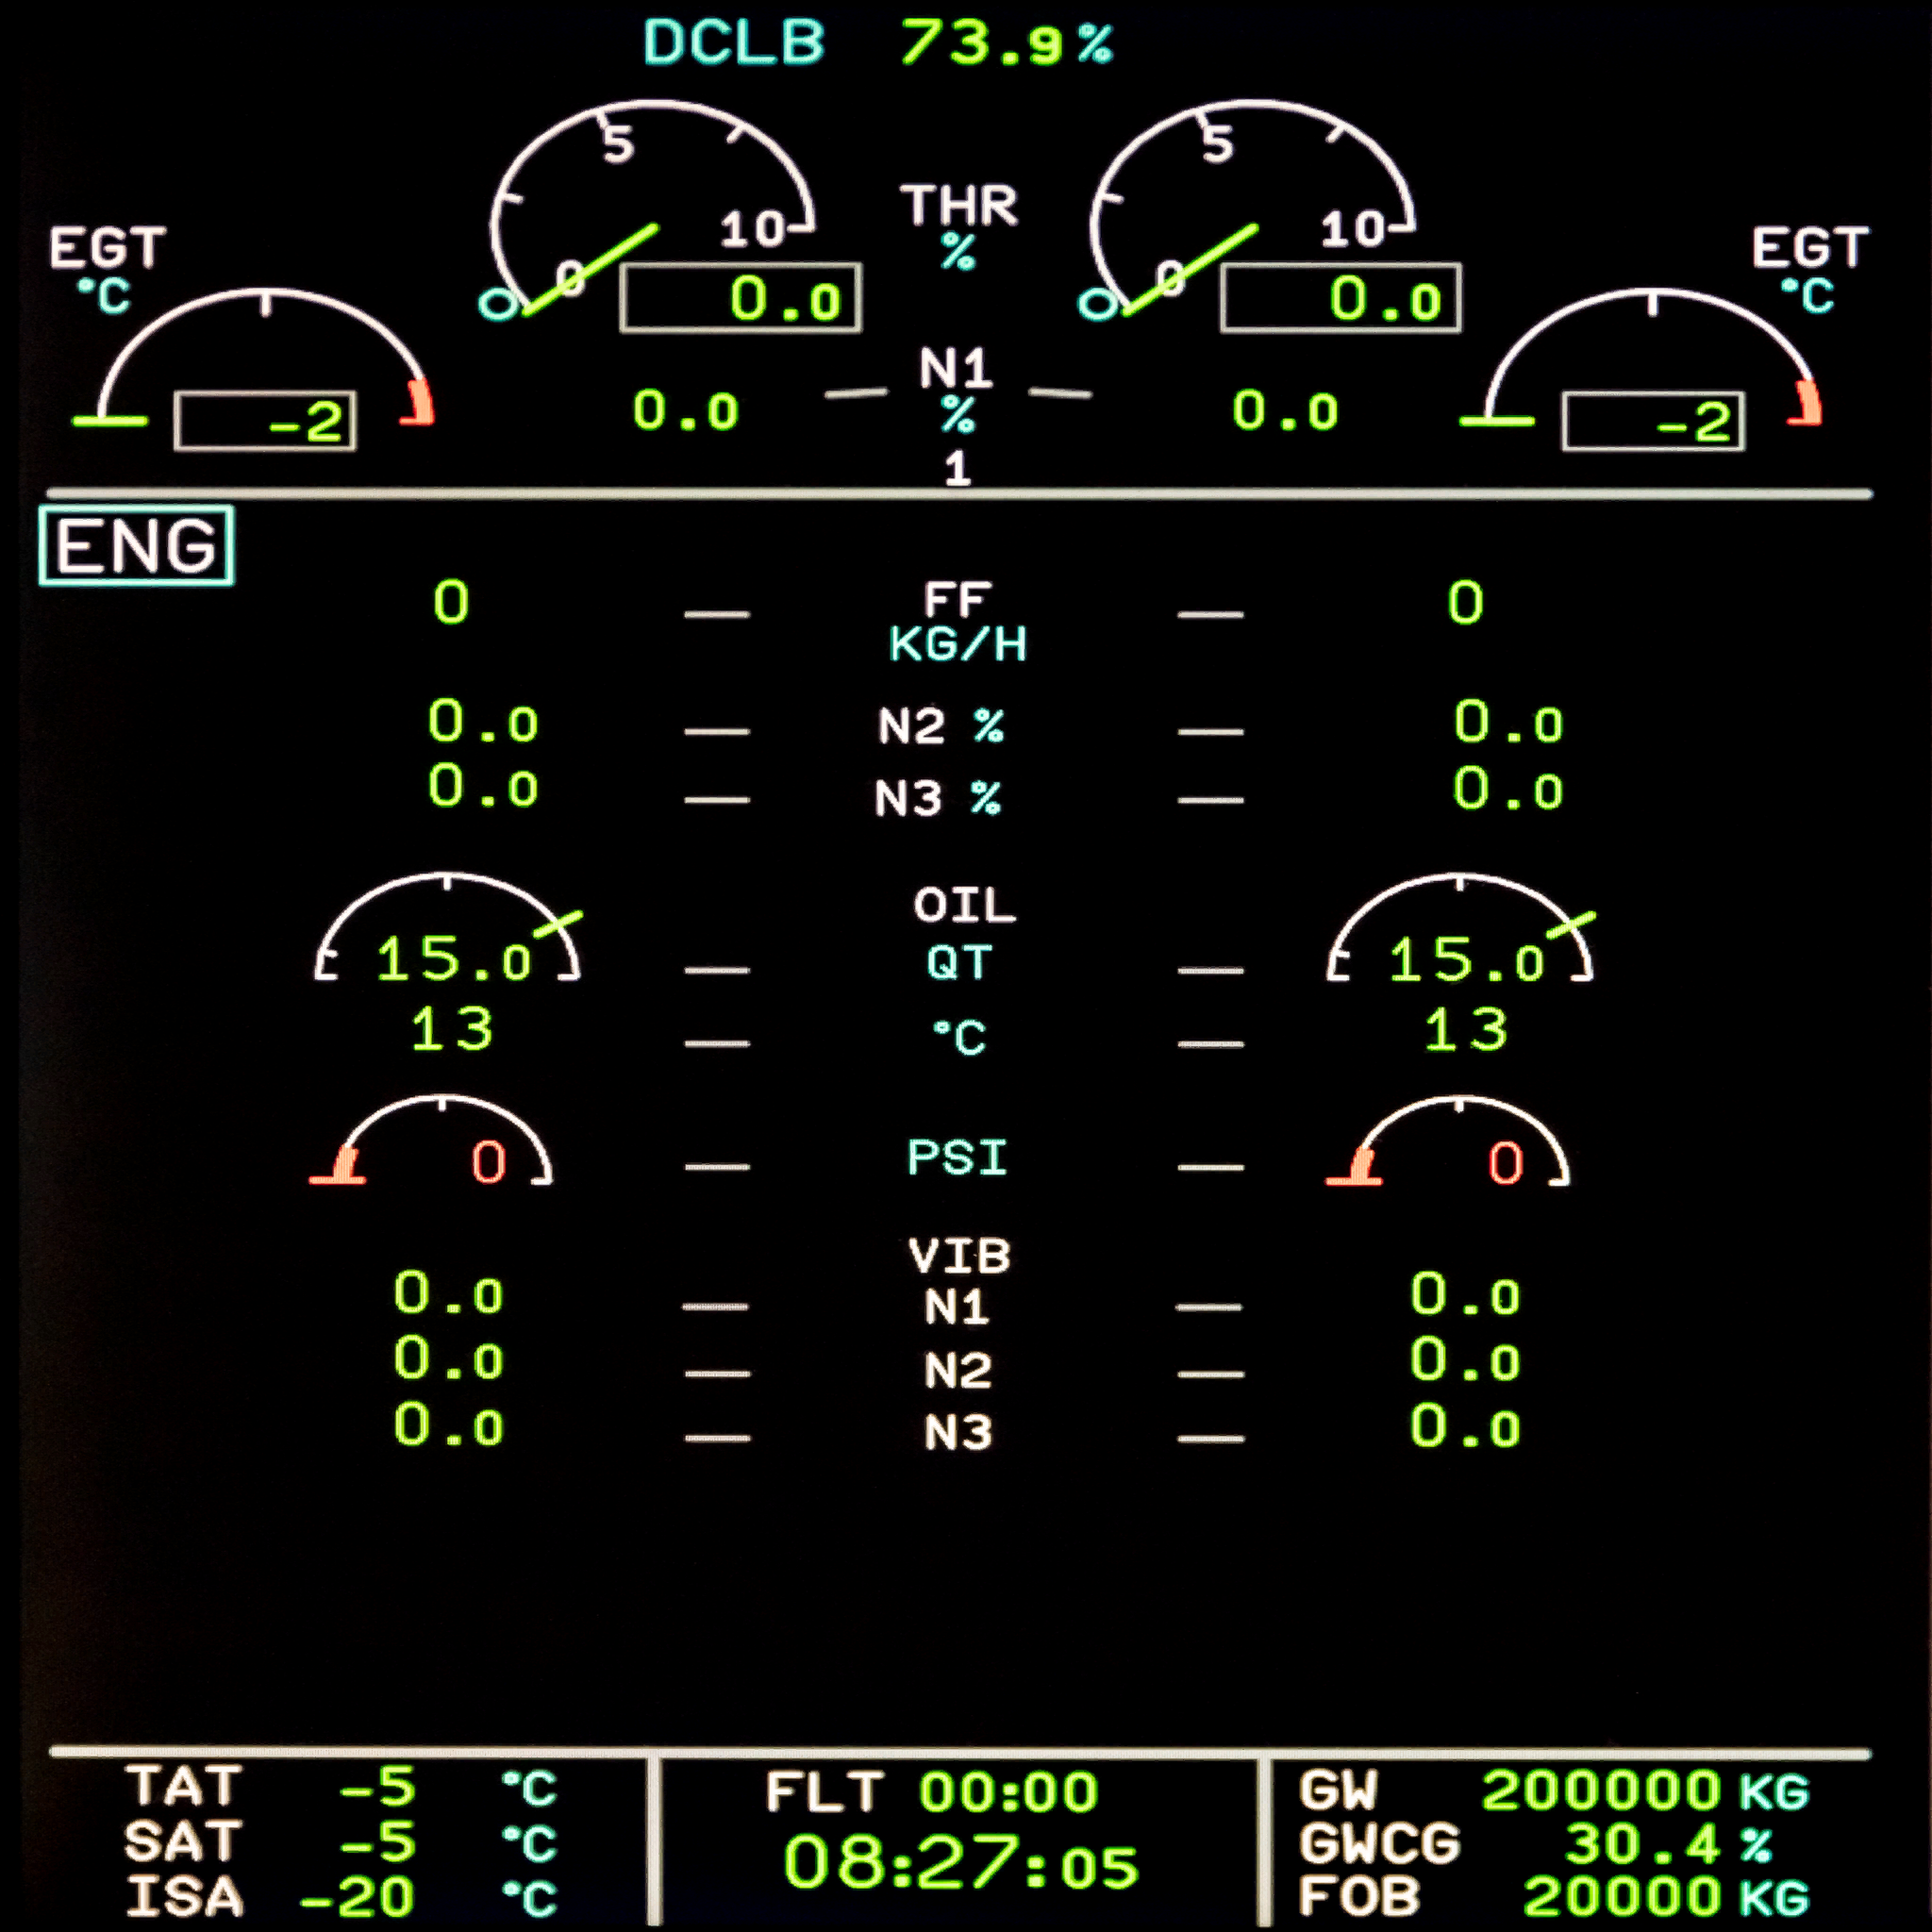 DCLB 73.9%
5 5
10 THR 10
EGT % EGT
°C 0 0 °C
0.0 0.0
N1
-2 0.0 % 0.0 -2
1
ENG
0 FF 0
KG/H
0.0 N2 % 0.0
0.0 N3 % 0.0
OIL
15.0 QT 15.0
13 °C 13
0 PSI 0
VIB
0.0 N1 0.0
0.0 N2 0.0
0.0 N3 0.0
TAT -5 °C FLT 00:00 GW 200000 KG
SAT -5 °C 08:27:05 GWCG 30.4 %
ISA -20 °C FOB 20000 KG